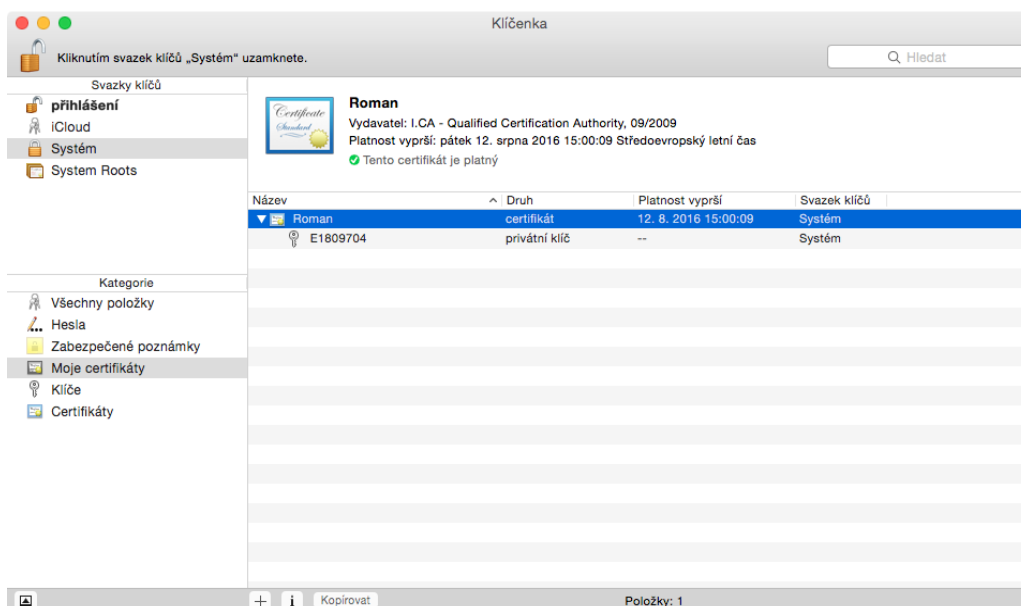 Klíčenka
Kliknutím svazek klíčů „Systém“ uzamknete.
Hledat
Svazky klíčů
přihlášení
iCloud
Systém
System Roots
Kategorie
Všechny položky
Hesla
Zabezpečené poznámky
Moje certifikáty
Klíče
Certifikáty
Certificate
Standard
Roman
Vydavatel: I.CA - Qualified Certification Authority, 09/2009
Platnost vyprší: pátek 12. srpna 2016 15:00:09 Středoevropský letní čas
Tento certifikát je platný
Název Druh Platnost vyprší Svazek klíčů
Roman certifikát 12. 8. 2016 15:00:09 Systém
E1809704 privátní klíč -- Systém
+ i Kopírovat Položky: 1